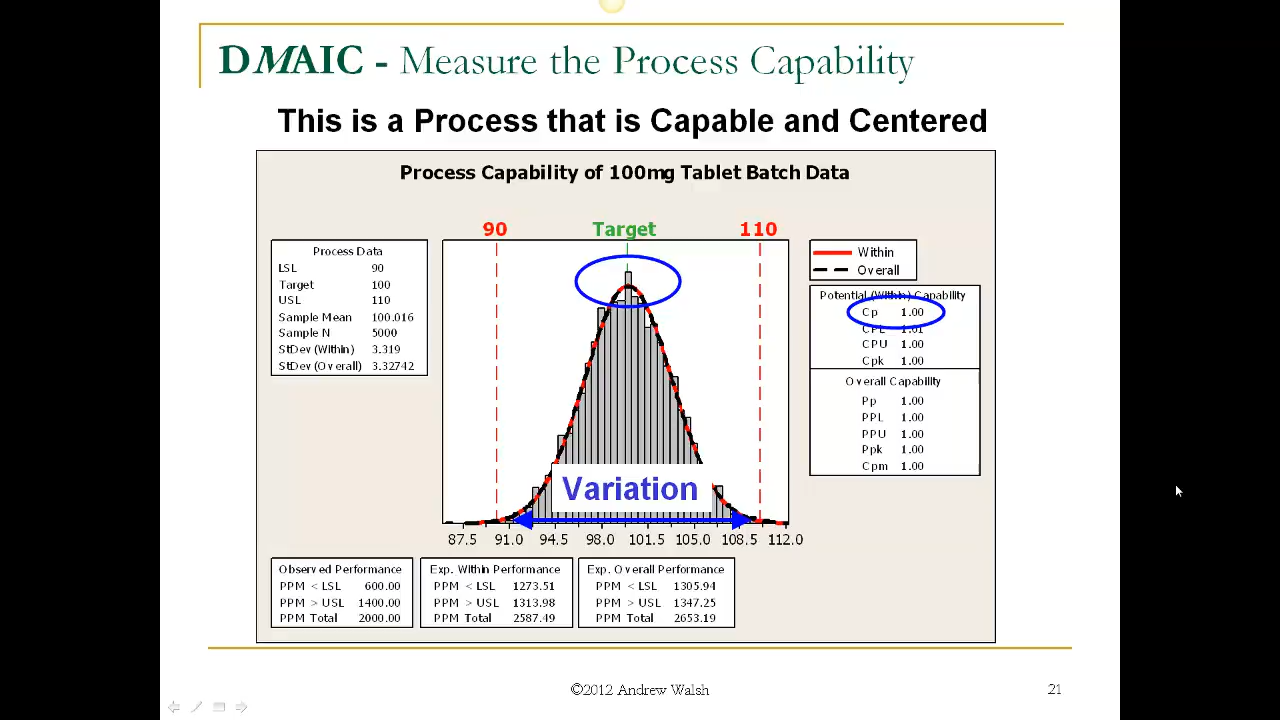 DMAIC - Measure the Process Capability
This is a Process that is Capable and Centered
Process Capability of 100mg Tablet Batch Data
90 Target 110
Process Data
LSL 90
Target 100
USL 110
Sample Mean 100.016
Sample N 5000
StDev (Within) 3.319
StDev (Overall) 3.32742
Within
Overall
Potential (Within) Capability
Cp 1.00
CPL 1.01
CPU 1.00
Cpk 1.00
Overall Capability
Pp 1.00
PPL 1.00
PPU 1.00
Ppk 1.00
Cpm 1.00
Variation
87.5 91.0 94.5 98.0 101.5 105.0 108.5 112.0
Observed Performance
PPM < LSL 600.00
PPM > USL 1400.00
PPM Total 2000.00
Exp. Within Performance
PPM < LSL 1273.51
PPM > USL 1313.98
PPM Total 2587.49
Exp. Overall Performance
PPM < LSL 1305.94
PPM > USL 1347.25
PPM Total 2653.19
©2012 Andrew Walsh
21